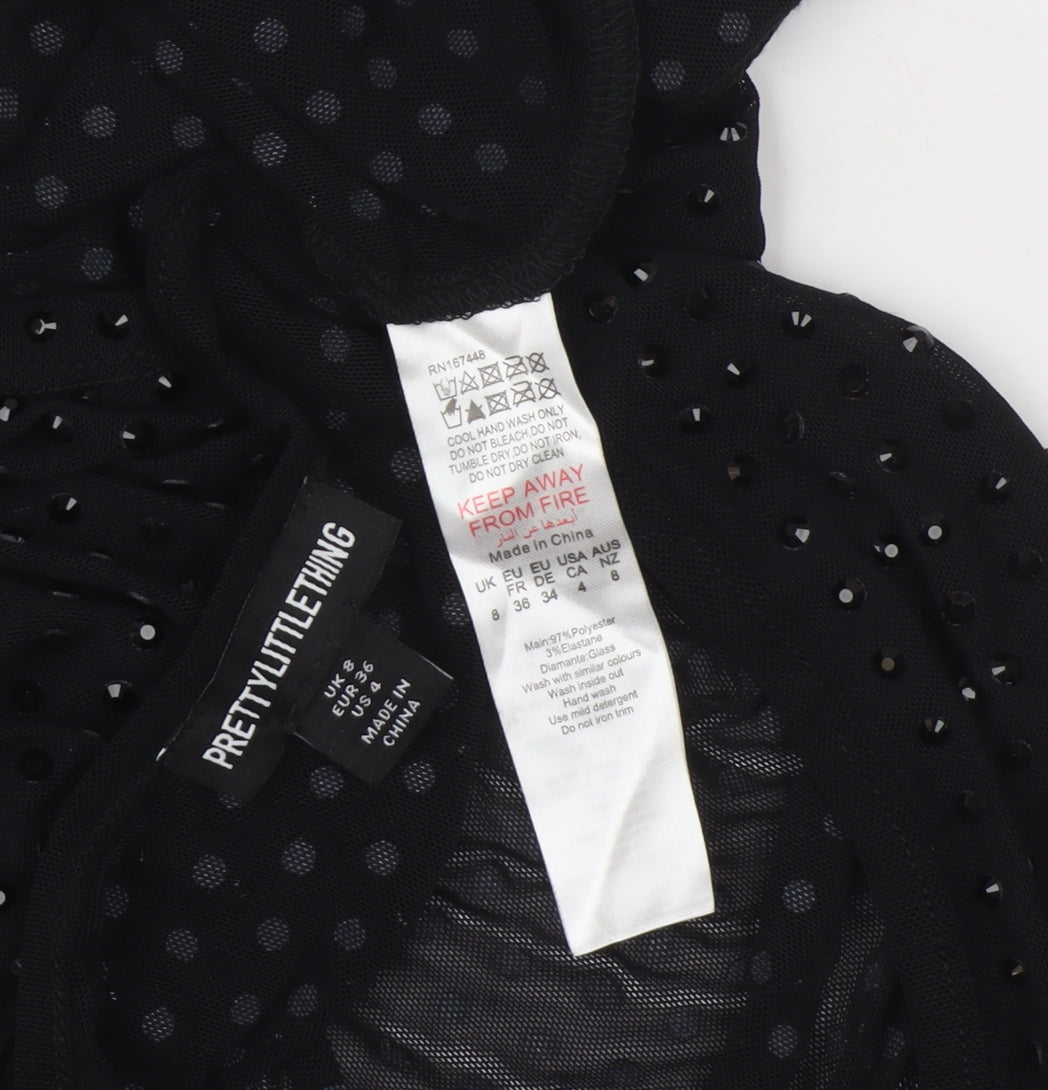 RN167448
COOL HAND WASH ONLY
DO NOT BLEACH.DO NOT
TUMBLE DRY.DO NOT IRON,
DO NOT DRY CLEAN
KEEP AWAY
FROM FIRE
أبعدها عن النار
Made in China
UK EU EU USA AUS
FR DE CA NZ
8 36 34 4 8
Main:97%Polyester
3%Elastane
Diamante:Glass
Wash with similar colours
Wash inside out
Hand wash
Use mild detergent
Do not iron trim
PRETTYLITTLETHING
UK 8
EUR 36
US 4
MADE IN
CHINA